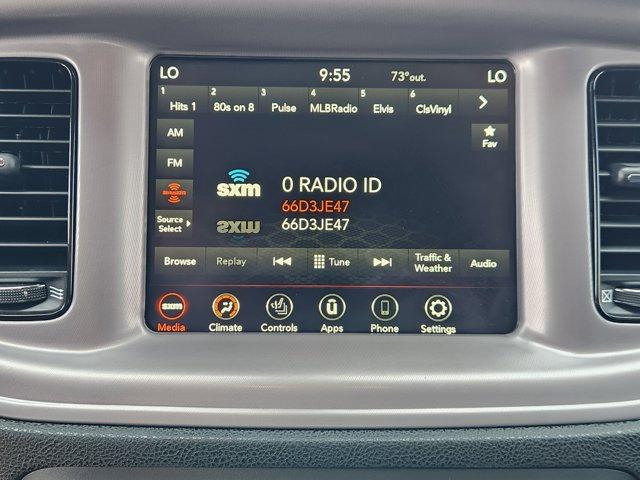 LO 9:55 73°out. LO
1 Hits 1 2 80s on 8 3 Pulse 4 MLBRadio 5 Elvis 6 ClsVinyl
AM
Fav
FM
sxm 0 RADIO ID
66D3JE47
66D3JE47
Source
Select
Browse Replay Tune Traffic & Weather Audio
sxm
Media Climate Controls Apps Phone Settings